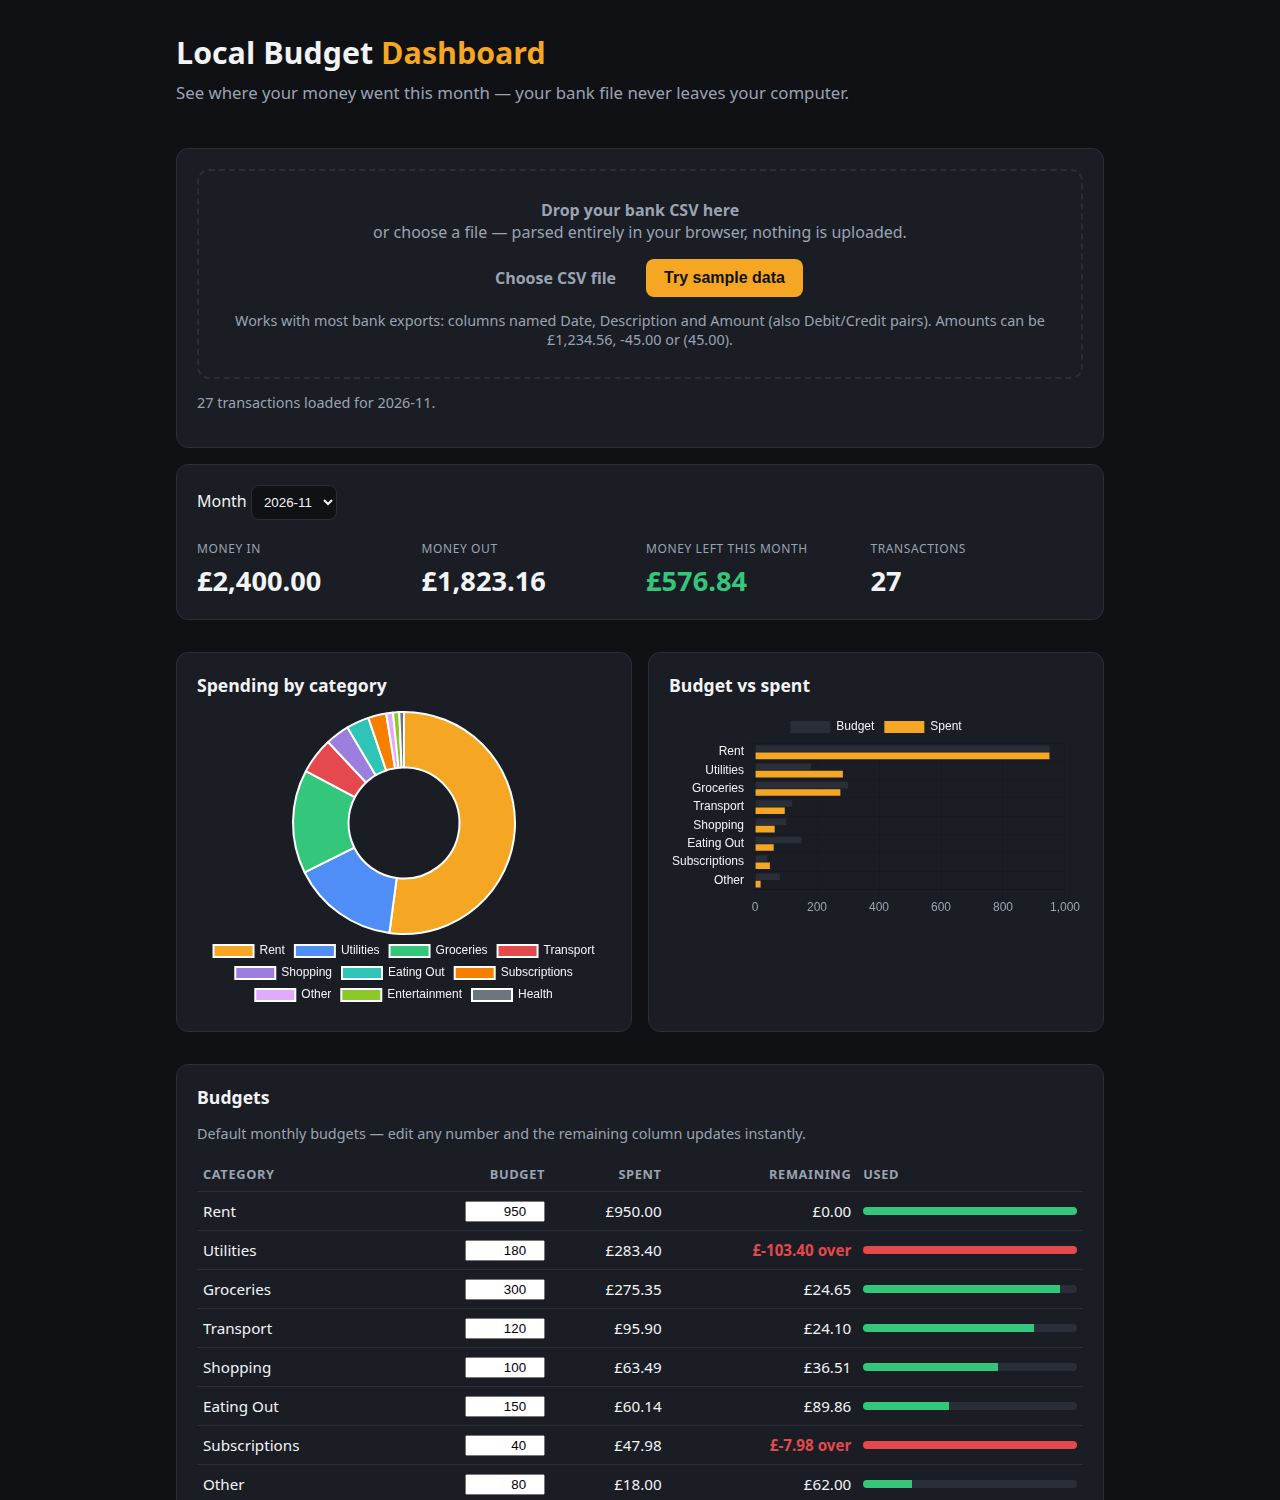 Local Budget Dashboard
See where your money went this month — your bank file never leaves your computer.
Drop your bank CSV here
or choose a file — parsed entirely in your browser, nothing is uploaded.
Choose CSV file Try sample data
Works with most bank exports: columns named Date, Description and Amount (also Debit/Credit pairs). Amounts can be
£1,234.56, -45.00 or (45.00).
27 transactions loaded for 2026-11.
Month 2026-11
MONEY IN MONEY OUT MONEY LEFT THIS MONTH TRANSACTIONS
£2,400.00 £1,823.16 £576.84 27
Spending by category
Rent Utilities Groceries Transport
Shopping Eating Out Subscriptions
Other Entertainment Health
Budget vs spent
Budget Spent
Rent
Utilities
Groceries
Transport
Shopping
Eating Out
Subscriptions
Other
0 200 400 600 800 1,000
Budgets
Default monthly budgets — edit any number and the remaining column updates instantly.
CATEGORY BUDGET SPENT REMAINING USED
Rent 950 £950.00 £0.00
Utilities 180 £283.40 £-103.40 over
Groceries 300 £275.35 £24.65
Transport 120 £95.90 £24.10
Shopping 100 £63.49 £36.51
Eating Out 150 £60.14 £89.86
Subscriptions 40 £47.98 £-7.98 over
Other 80 £18.00 £62.00